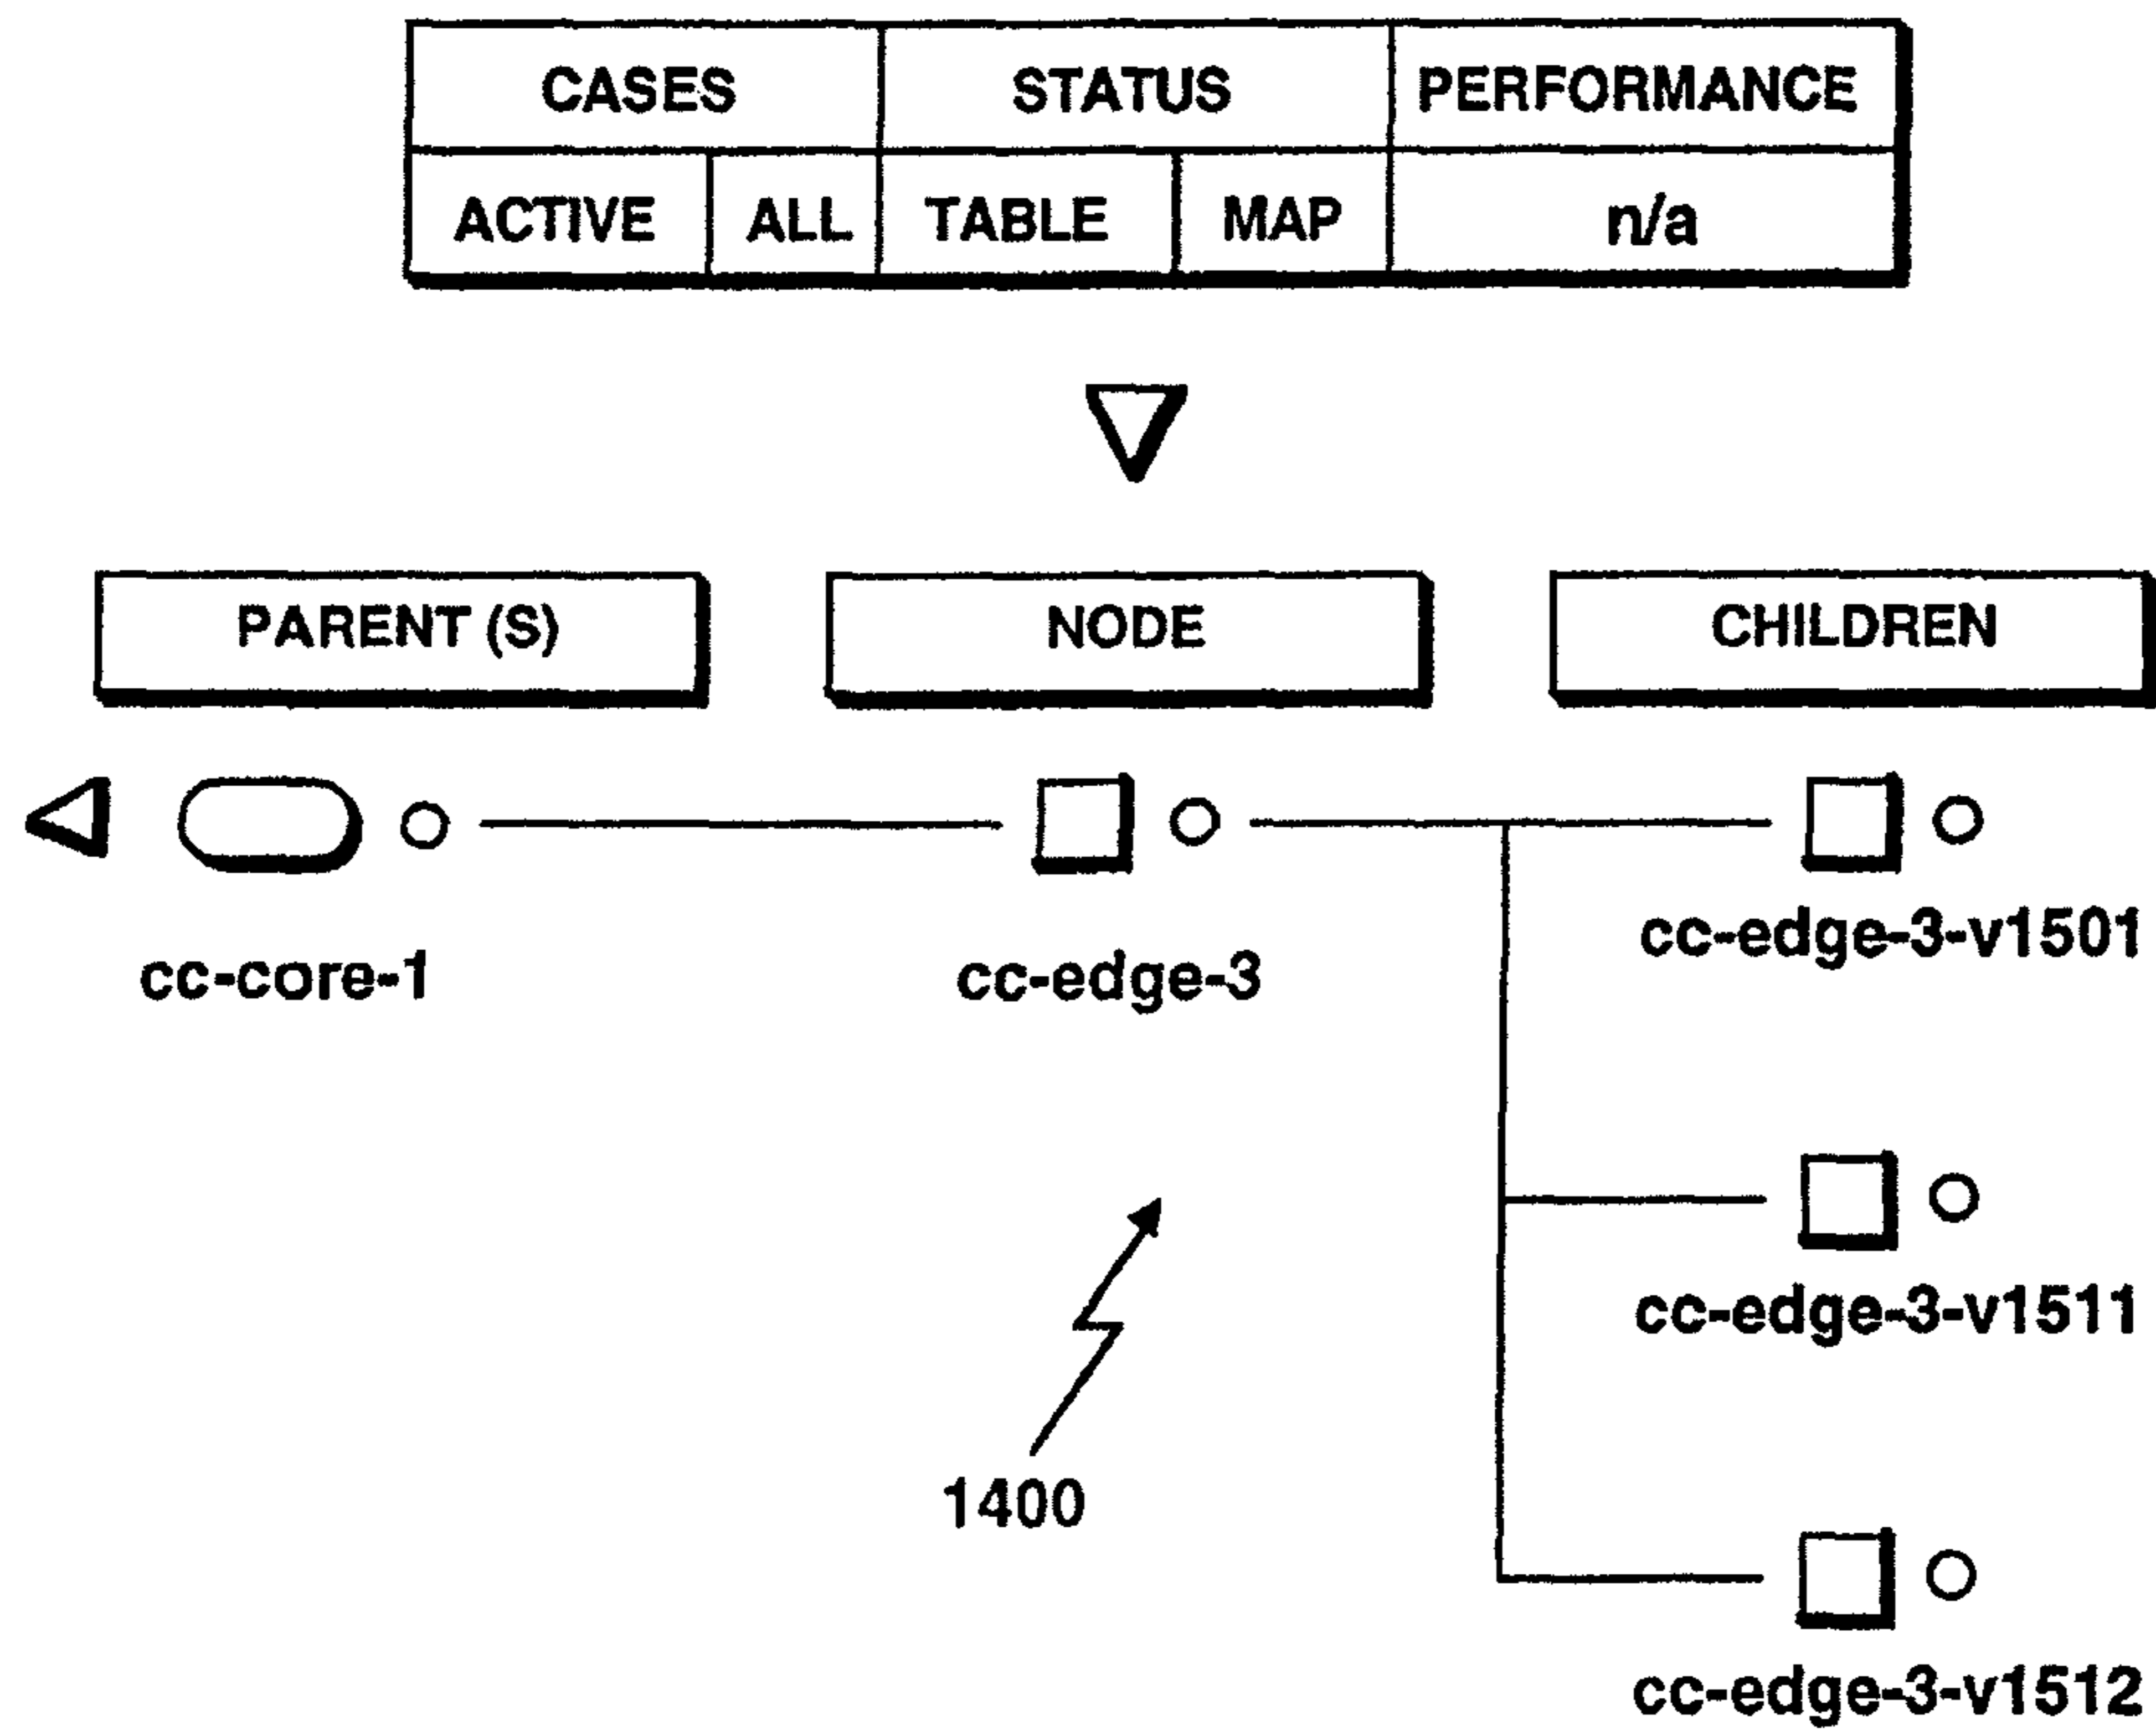 CASES STATUS PERFORMANCE
ACTIVE ALL TABLE MAP n/a
PARENT (S) NODE CHILDREN
cc-core-1 cc-edge-3 cc-edge-3-v1501
cc-edge-3-v1511
1400
cc-edge-3-v1512